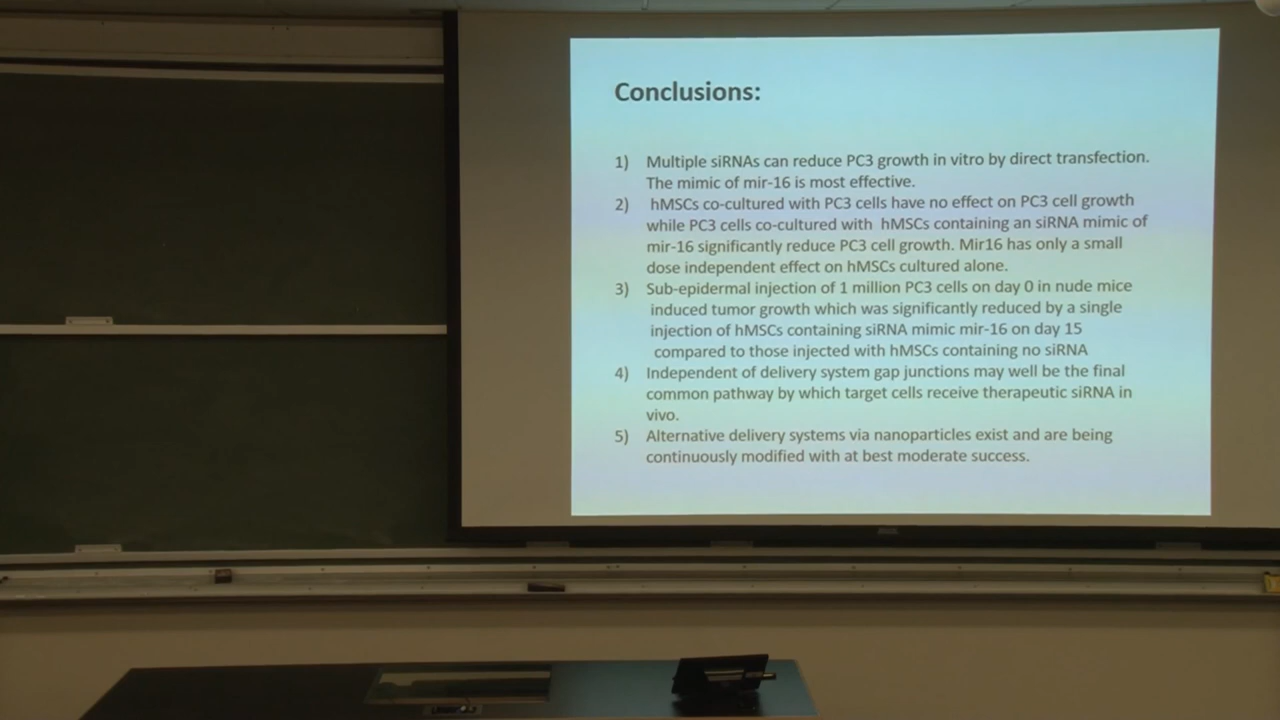 Conclusions:
1) Multiple siRNAs can reduce PC3 growth in vitro by direct transfection.
The mimic of mir-16 is most effective.
2) hMSCs co-cultured with PC3 cells have no effect on PC3 cell growth
while PC3 cells co-cultured with hMSCs containing an siRNA mimic of
mir-16 significantly reduce PC3 cell growth. Mir16 has only a small
dose independent effect on hMSCs cultured alone.
3) Sub-epidermal injection of 1 million PC3 cells on day 0 in nude mice
induced tumor growth which was significantly reduced by a single
injection of hMSCs containing siRNA mimic mir-16 on day 15
compared to those injected with hMSCs containing no siRNA
4) Independent of delivery system gap junctions may well be the final
common pathway by which target cells receive therapeutic siRNA in
vivo.
5) Alternative delivery systems via nanoparticles exist and are being
continuously modified with at best moderate success.